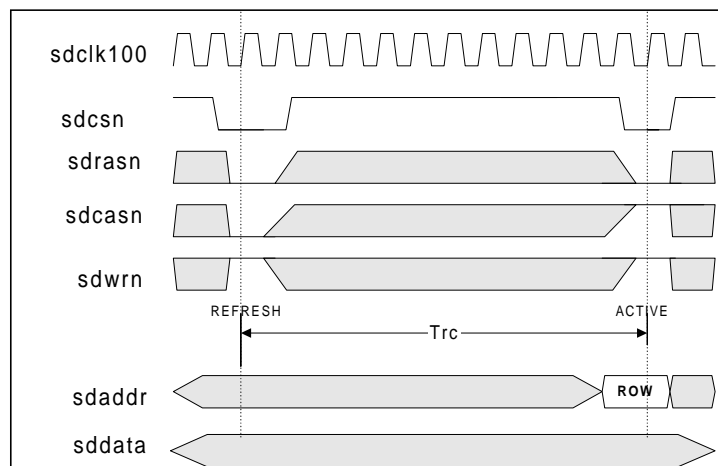 sdclk100
sdcsn
sdrasn
sdcasn
sdwrn
REFRESH
ACTIVE
Trc
sdaddr
ROW
sddata